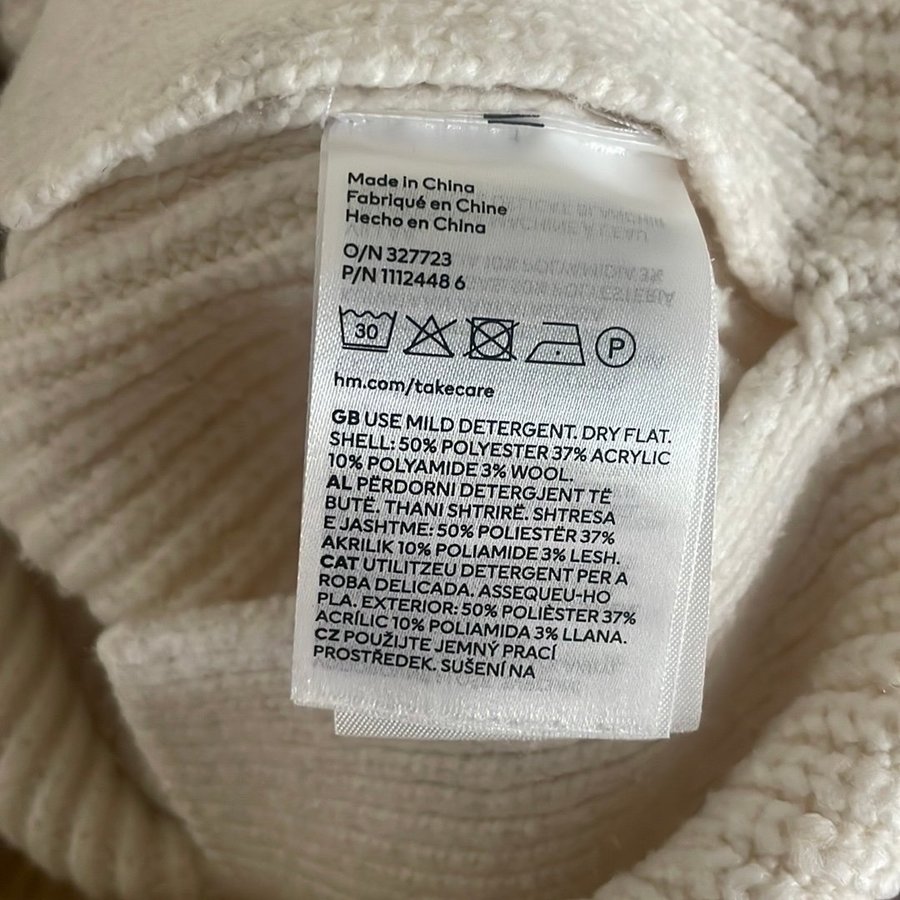 Made in China
Fabriqué en Chine
Hecho en China
O/N 327723
P/N 1112448 6
30
P
hm.com/takecare
GB USE MILD DETERGENT. DRY FLAT.
SHELL: 50% POLYESTER 37% ACRYLIC
10% POLYAMIDE 3% WOOL.
AL PËRDORNI DETERGJENT TË
BUTË. THANI SHTRIRË. SHTRESA
E JASHTME: 50% POLIESTËR 37%
AKRILIK 10% POLIAMIDE 3% LESH.
CAT UTILITZEU DETERGENT PER A
ROBA DELICADA. ASSEQUEU-HO
PLA. EXTERIOR: 50% POLIÈSTER 37%
ACRÍLIC 10% POLIAMIDA 3% LLANA.
CZ POUŽIJTE JEMNÝ PRACÍ
PROSTŘEDEK. SUŠENÍ NA